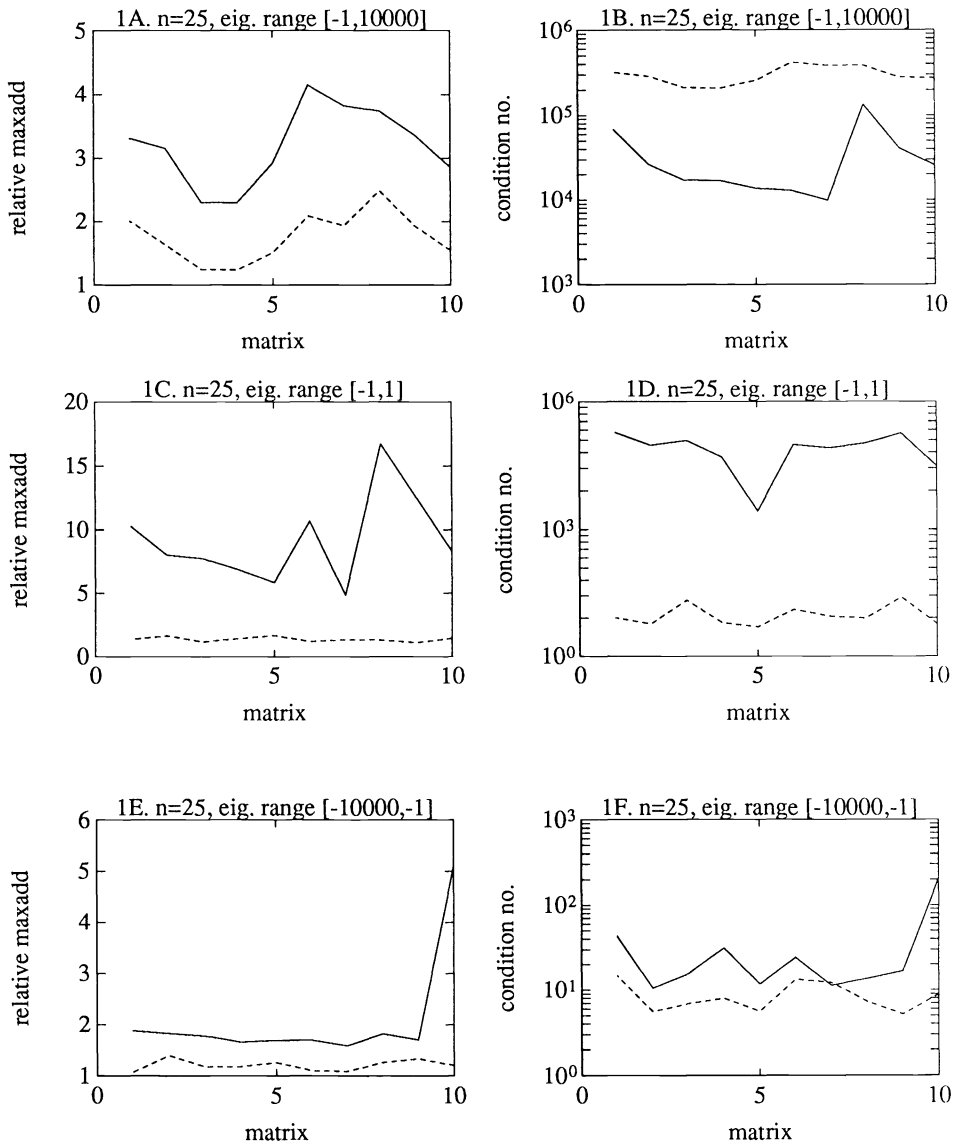 1A. n=25, eig. range [-1,10000]
5
4
3
2
1
0
5
10
relative maxadd
matrix
1B. n=25, eig. range [-1,10000]
10^6
10^5
10^4
10^3
0
5
10
condition no.
matrix
1C. n=25, eig. range [-1,1]
20
15
10
5
0
0
5
10
relative maxadd
matrix
1D. n=25, eig. range [-1,1]
10^6
10^3
10^0
0
5
10
condition no.
matrix
1E. n=25, eig. range [-10000,-1]
6
5
4
3
2
1
0
5
10
relative maxadd
matrix
1F. n=25, eig. range [-10000,-1]
10^3
10^2
10^1
10^0
0
5
10
condition no.
matrix